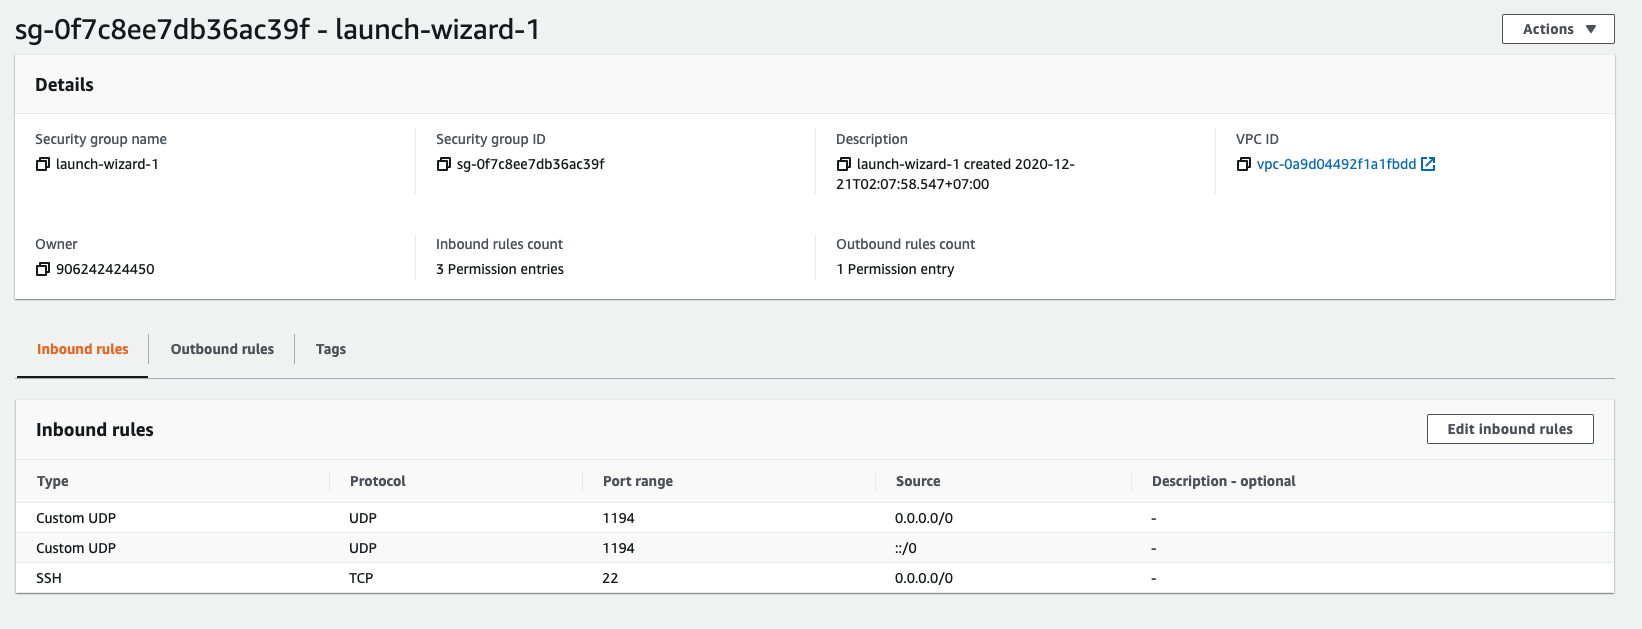 sg-0f7c8ee7db36ac39f - launch-wizard-1
Actions
Details
Security group name
launch-wizard-1
Security group ID
sg-0f7c8ee7db36ac39f
Description
launch-wizard-1 created 2020-12-
21T02:07:58.547+07:00
VPC ID
vpc-0a9d04492f1a1fbdd
Owner
906242424450
Inbound rules count
3 Permission entries
Outbound rules count
1 Permission entry
Inbound rules
Outbound rules
Tags
Inbound rules
Edit inbound rules
Type Protocol Port range Source Description - optional
Custom UDP UDP 1194 0.0.0.0/0 -
Custom UDP UDP 1194 ::/0 -
SSH TCP 22 0.0.0.0/0 -